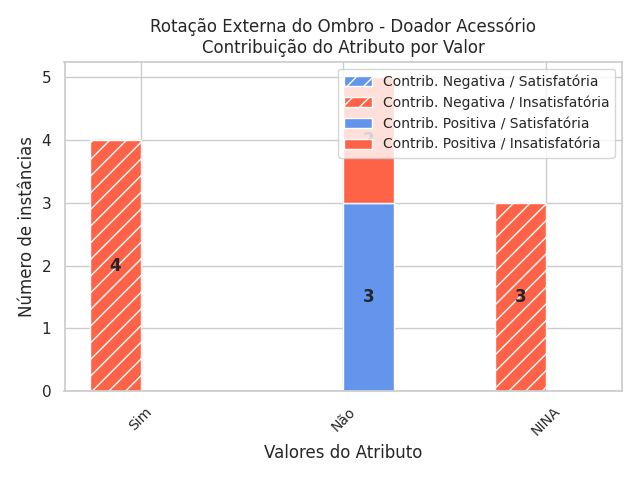 Rotação Externa do Ombro - Doador Acessório
Contribuição do Atributo por Valor
Número de instâncias
5
4
3
2
1
0
Contrib. Negativa / Satisfatória
Contrib. Negativa / Insatisfatória
Contrib. Positiva / Satisfatória
Contrib. Positiva / Insatisfatória
4
2
3
3
Sim
Não
NINA
Valores do Atributo